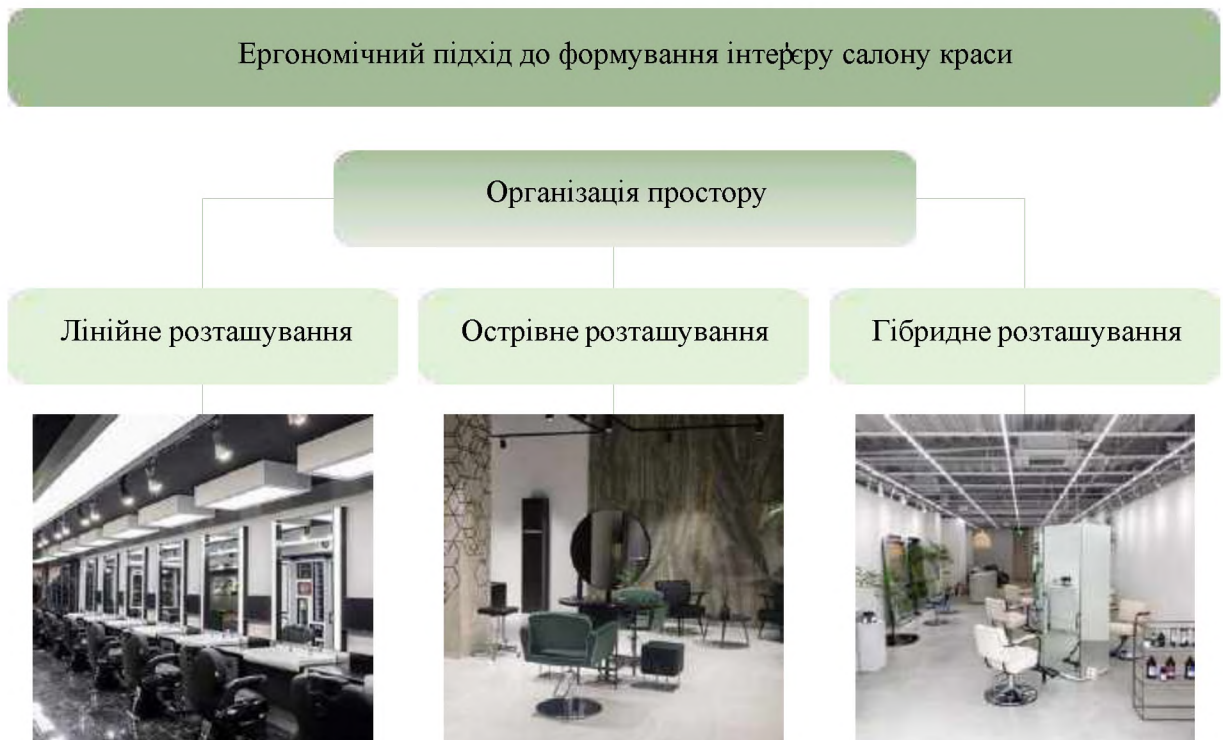 Ергономічний підхід до формування інтер'єру салону краси
Організація простору
Лінійне розташування
Острівне розташування
Гібридне розташування